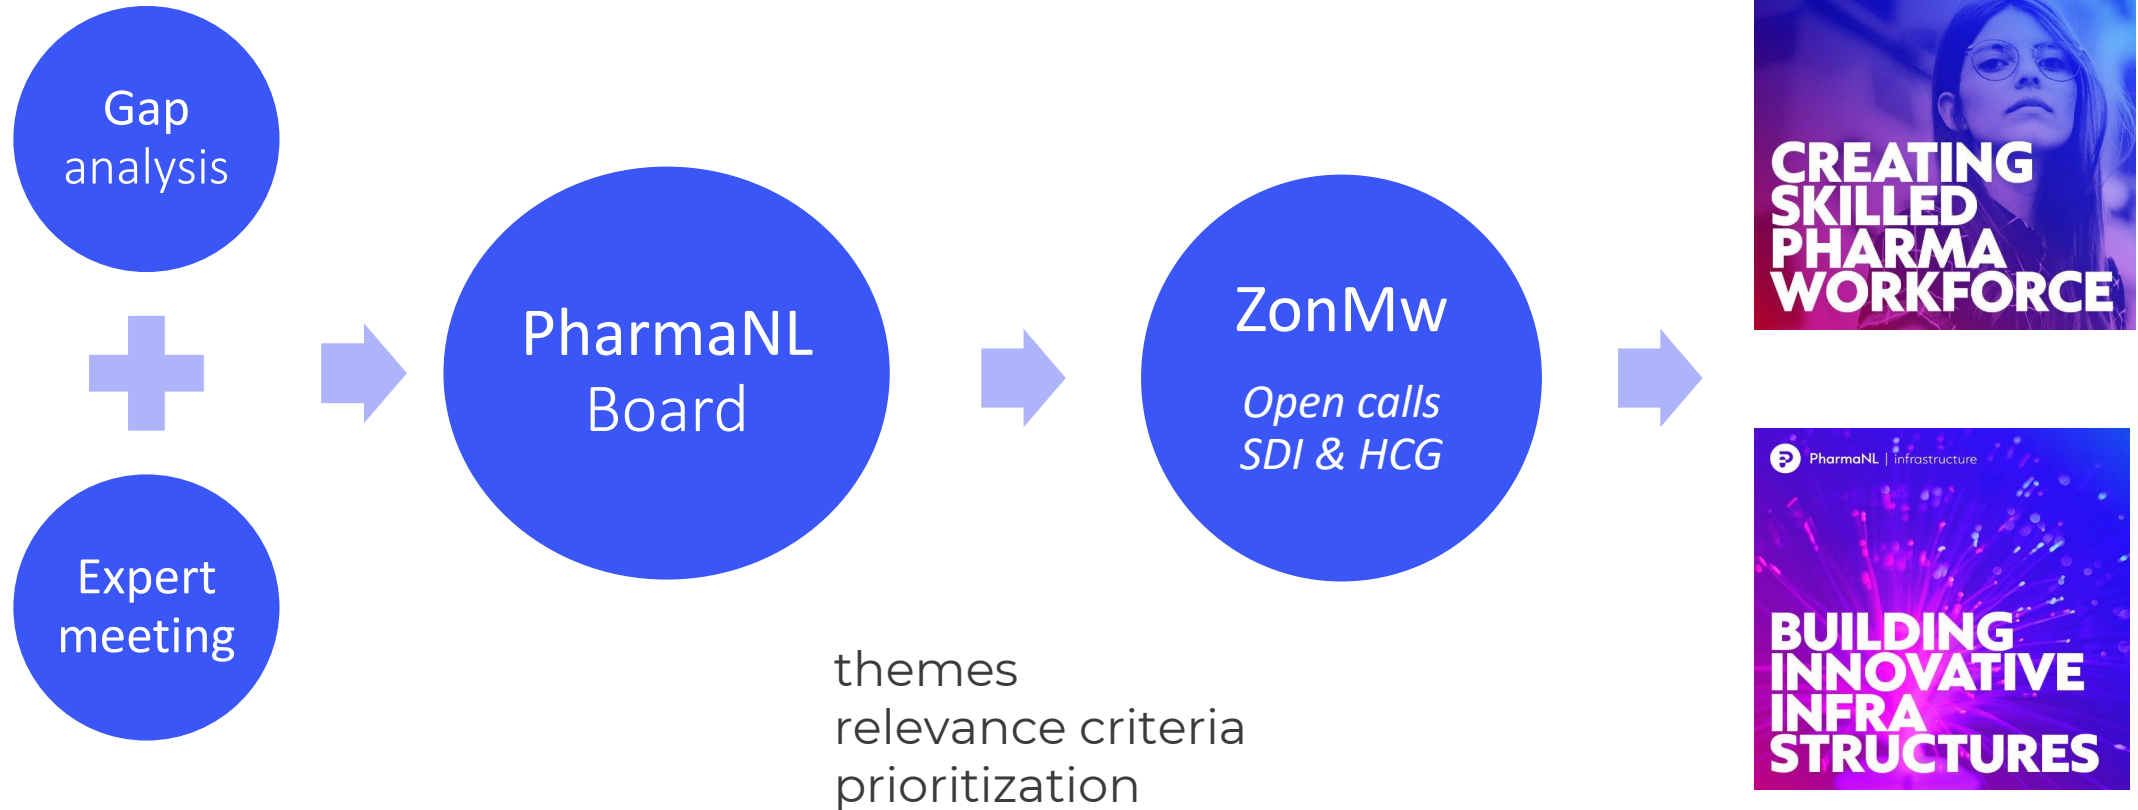 Gap
analysis
Expert
meeting
PharmaNL
Board
ZonMw
Open calls
SDI & HCG
themes
relevance criteria
prioritization
CREATING
SKILLED
PHARMA
WORKFORCE
PharmaNL | infrastructure
BUILDING
INNOVATIVE
INFRA
STRUCTURES